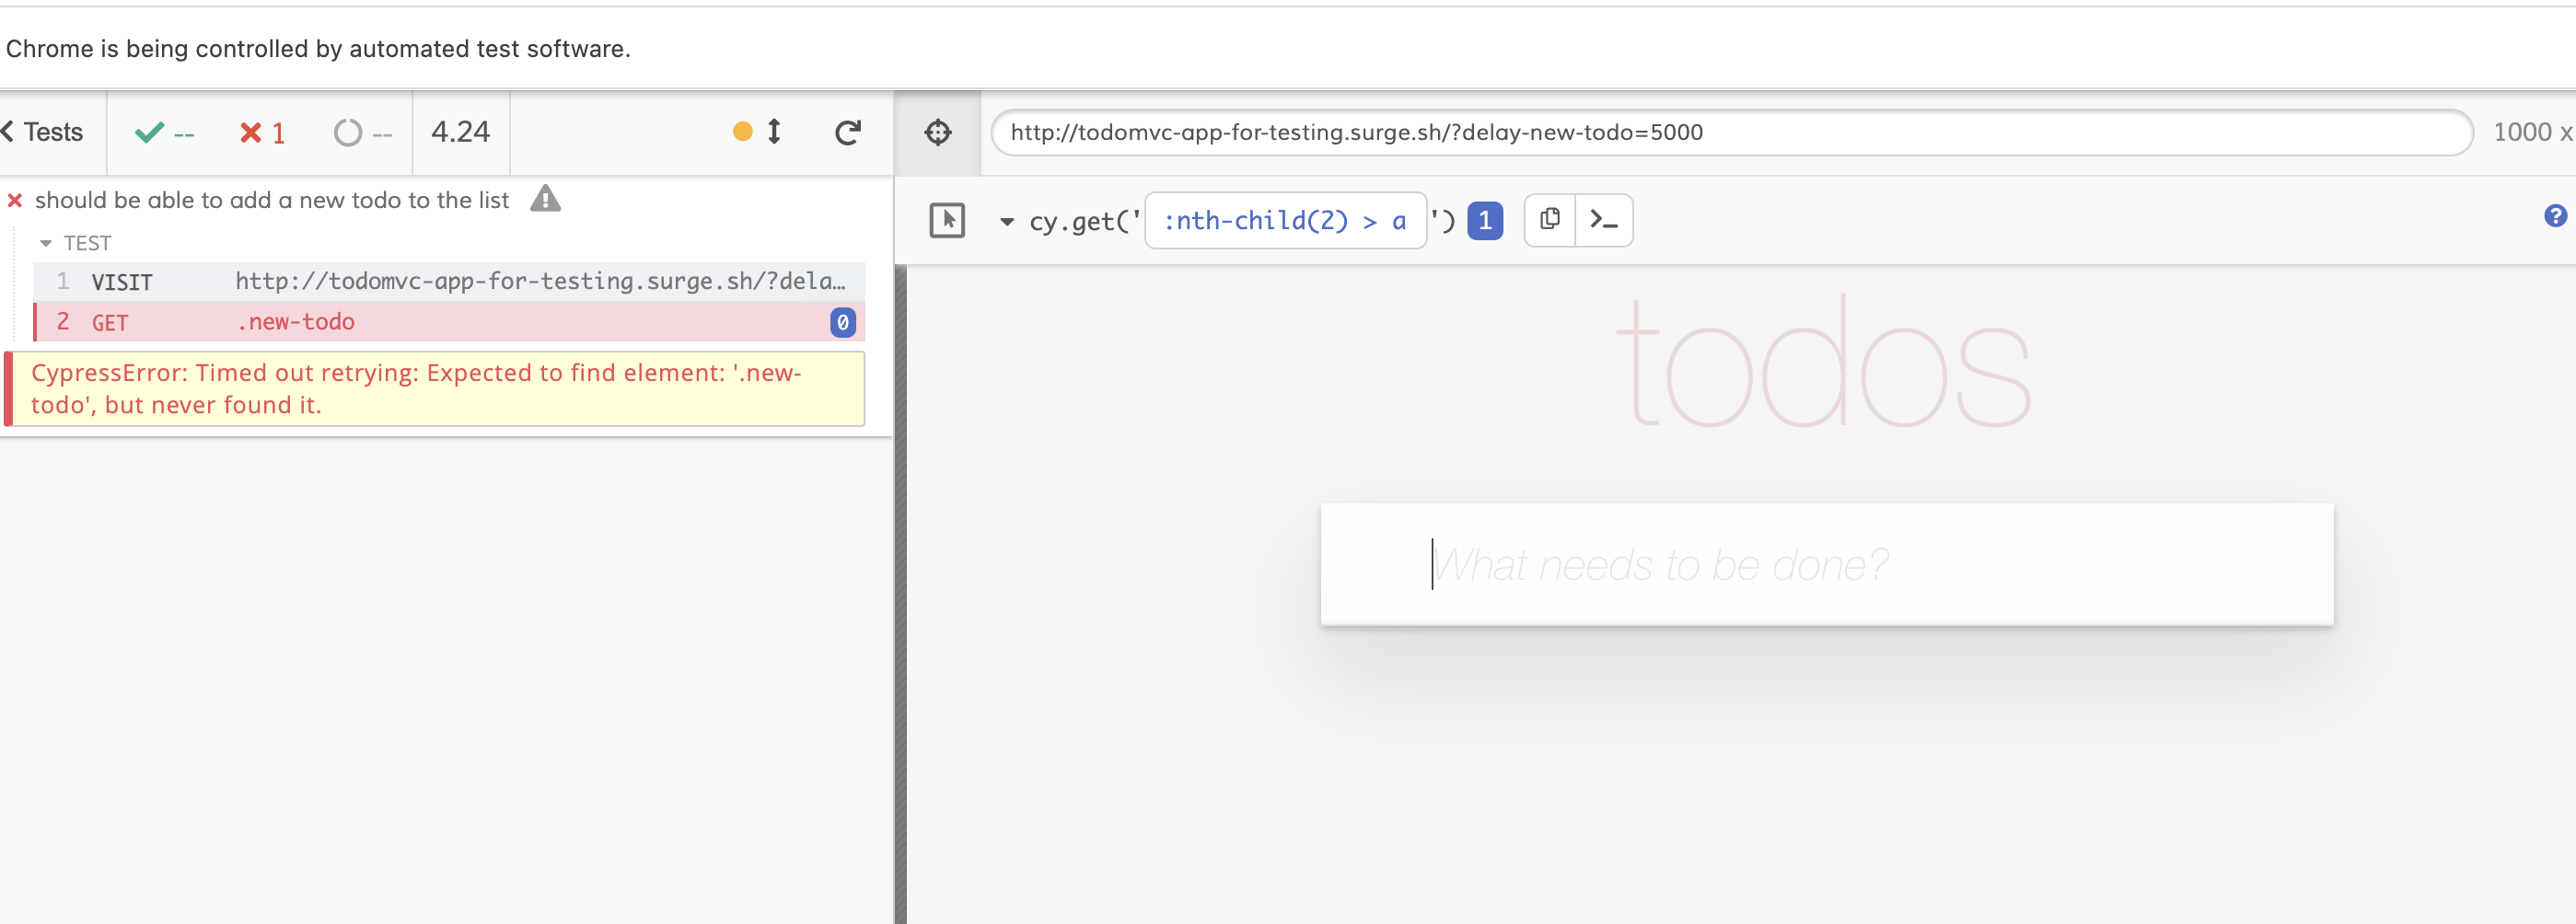 Chrome is being controlled by automated test software.
Tests -- 1 -- 4.24
http://todomvc-app-for-testing.surge.sh/?delay-new-todo=5000 1000 x
should be able to add a new todo to the list
cy.get(' :nth-child(2) > a ') 1 >_ ?
TEST
1 VISIT http://todomvc-app-for-testing.surge.sh/?dela…
2 GET .new-todo 0
CypressError: Timed out retrying: Expected to find element: '.new-
todo', but never found it.
todos
What needs to be done?